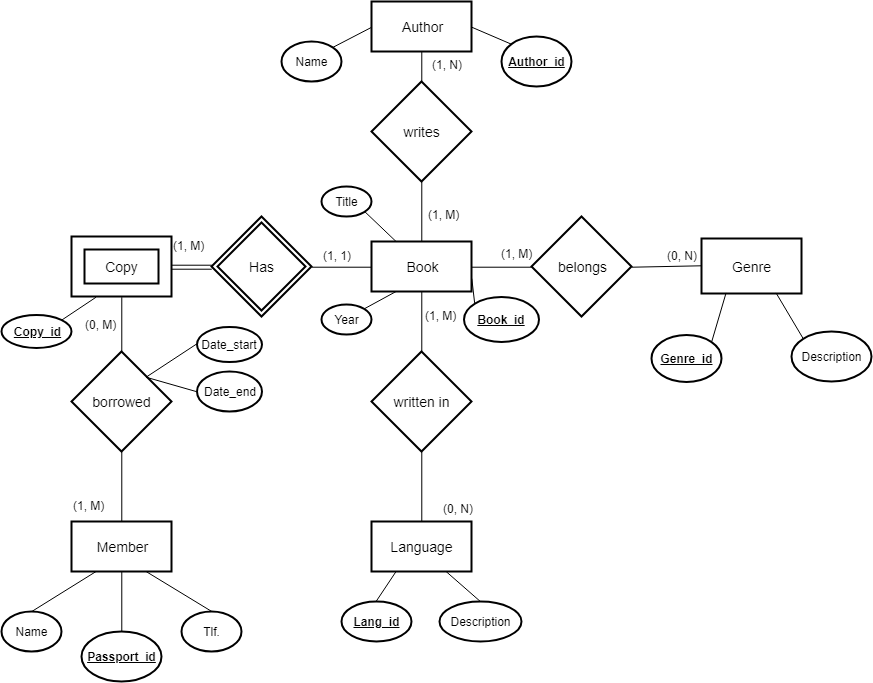 Author
Name
Author_id
(1, N)
writes
Title
(1, M)
(1, M)
(1, 1)
(1, M)
(0, N)
Copy
Has
Book
belongs
Genre
Copy_id
(0, M)
Year
(1, M)
Book_id
Date_start
Genre_id
Description
Date_end
borrowed
written in
(1, M)
(0, N)
Member
Language
Name
Tlf.
Lang_id
Description
Passport_id